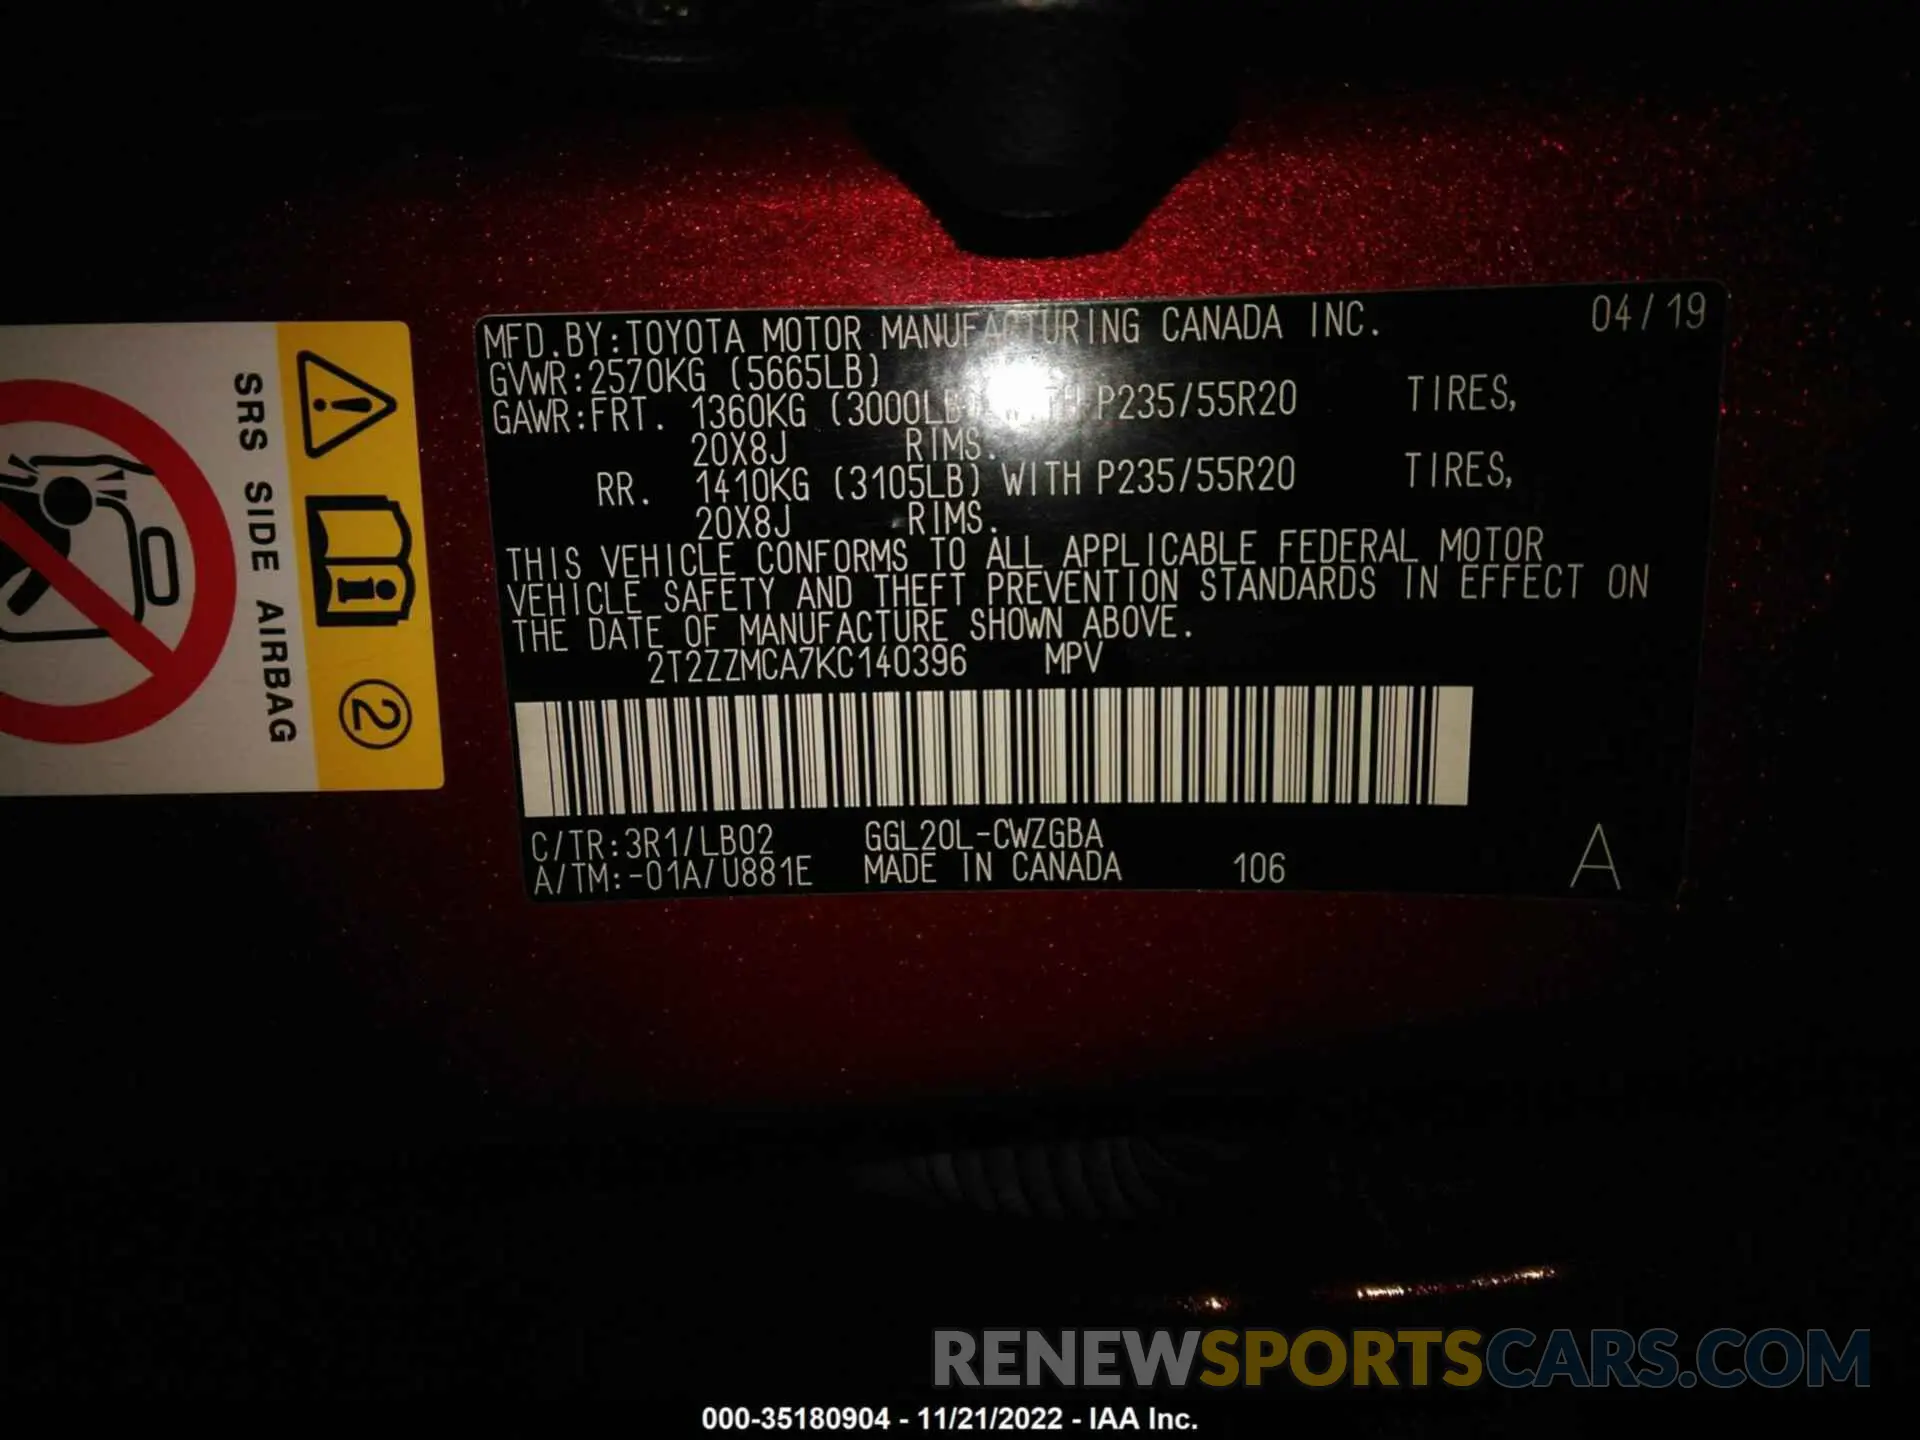 MFD.BY:TOYOTA MOTOR MANUFACTURING CANADA INC. 04/19
GVWR:2570KG (5665LB)
GAWR:FRT. 1360KG (3000LB) WITH P235/55R20 TIRES,
20X8J RIMS.
RR. 1410KG (3105LB) WITH P235/55R20 TIRES,
20X8J RIMS.
THIS VEHICLE CONFORMS TO ALL APPLICABLE FEDERAL MOTOR
VEHICLE SAFETY AND THEFT PREVENTION STANDARDS IN EFFECT ON
THE DATE OF MANUFACTURE SHOWN ABOVE.
2T2ZZMCA7KC140396 MPV
C/TR:3R1/LB02 GGL20L-CWZGBA
A/TM:-01A/U881E MADE IN CANADA 106 A
SRS SIDE AIRBAG
2
RENEWSPORTSCARS.COM
000-35180904 - 11/21/2022 - IAA Inc.